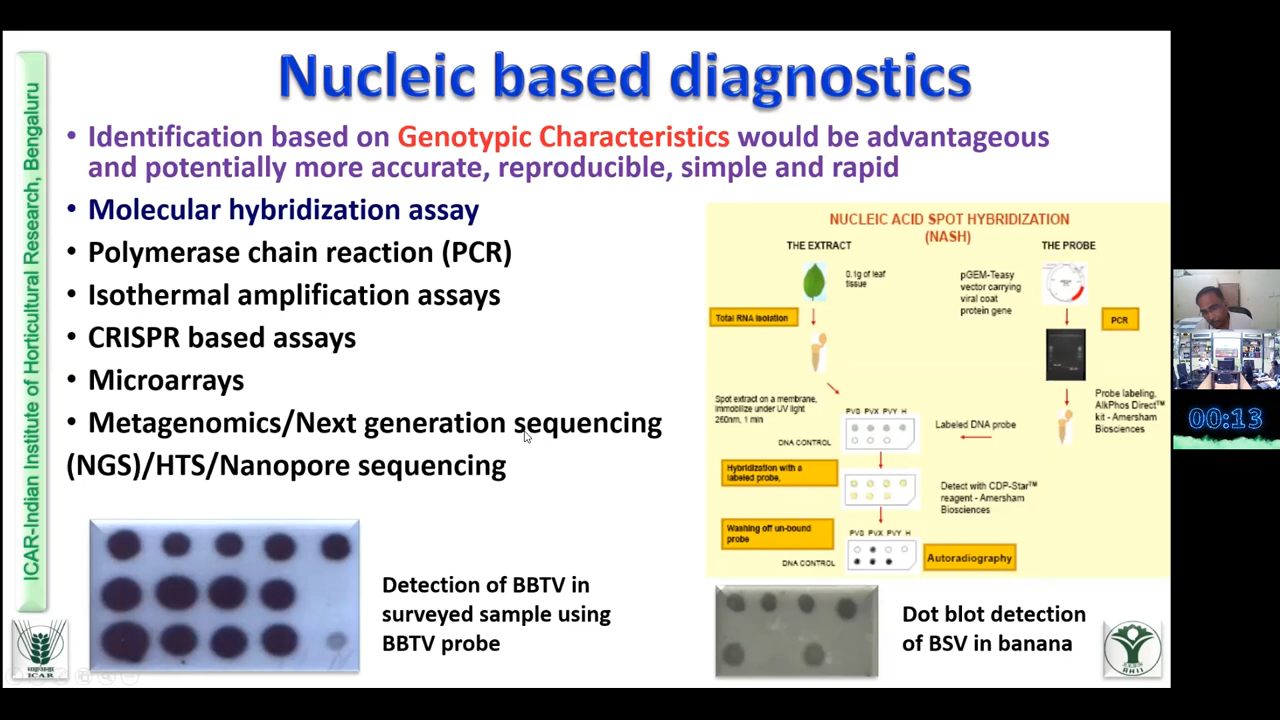 Nucleic based diagnostics
ICAR-Indian Institute of Horticultural Research, Bengaluru
• Identification based on Genotypic Characteristics would be advantageous
and potentially more accurate, reproducible, simple and rapid
• Molecular hybridization assay
• Polymerase chain reaction (PCR)
• Isothermal amplification assays
• CRISPR based assays
• Microarrays
• Metagenomics/Next generation sequencing
(NGS)/HTS/Nanopore sequencing
Detection of BBTV in
surveyed sample using
BBTV probe
NUCLEIC ACID SPOT HYBRIDIZATION
(NASH)
THE EXTRACT
THE PROBE
0.1g of leaf
tissue
pGEM-Teasy
vector carrying
viral coat
protein gene
Total RNA isolation
PCR
Spot extract on a membrane,
immobilize under UV light
260nm, 1 min
PVS PVX PVY H
DNA CONTROL
Labeled DNA probe
Probe labeling,
AlkPhos Direct™
kit - Amersham
Biosciences
Hybridization with a
labeled probe,
Detect with CDP-Star™
reagent - Amersham
Biosciences
Washing off un-bound
probe
PVS PVX PVY H
DNA CONTROL
Autoradiography
Dot blot detection
of BSV in banana
ICAR
00:13